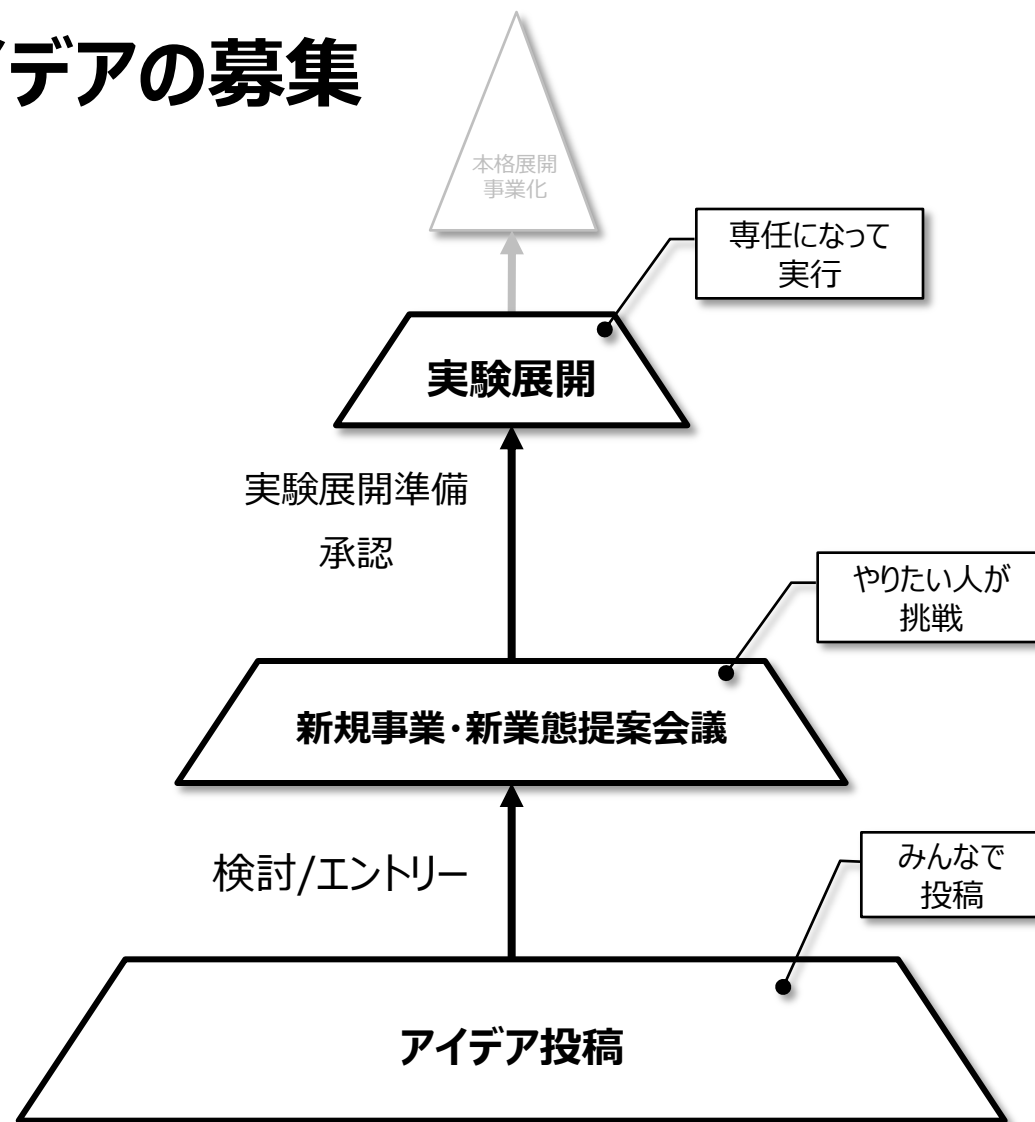 イデアの募集
本格展開
事業化
専任になって
実行
実験展開
実験展開準備
承認
やりたい人が
挑戦
新規事業・新業態提案会議
検討/エントリー
みんなで
投稿
アイデア投稿